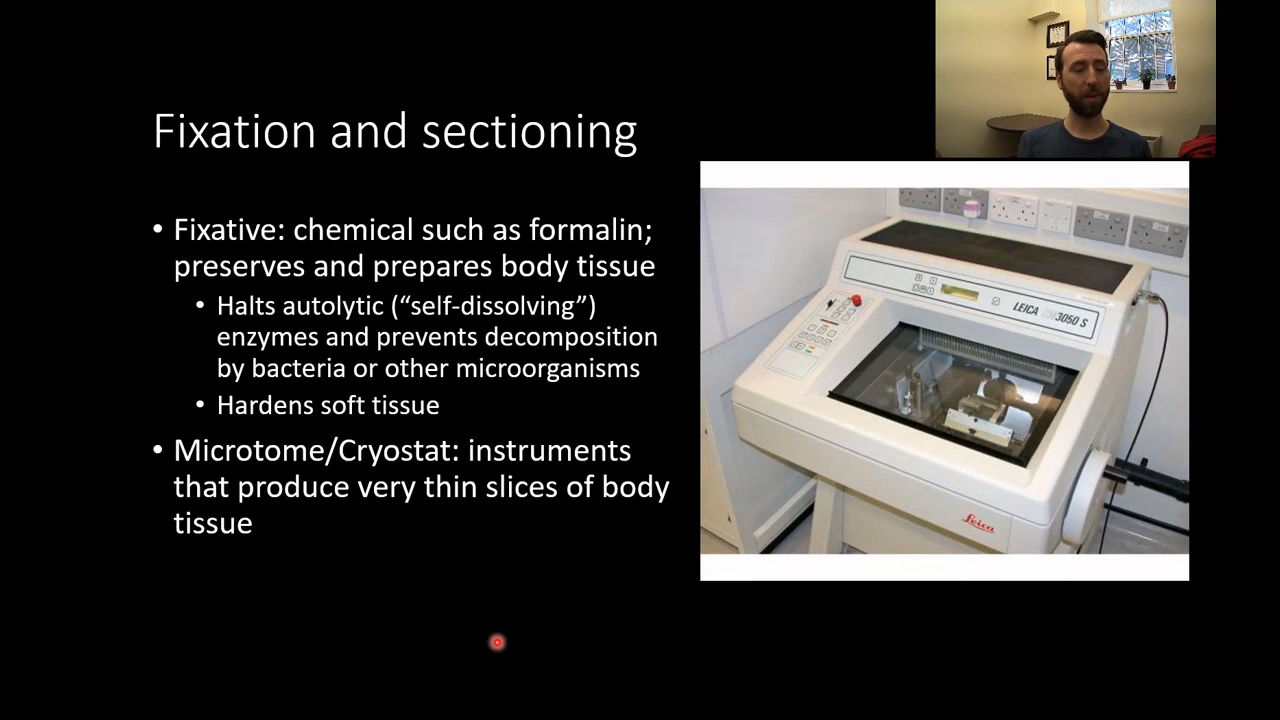 Fixation and sectioning
• Fixative: chemical such as formalin;
preserves and prepares body tissue
• Halts autolytic (“self-dissolving”)
enzymes and prevents decomposition
by bacteria or other microorganisms
• Hardens soft tissue
• Microtome/Cryostat: instruments
that produce very thin slices of body
tissue
LEICA 3050 S
Leica